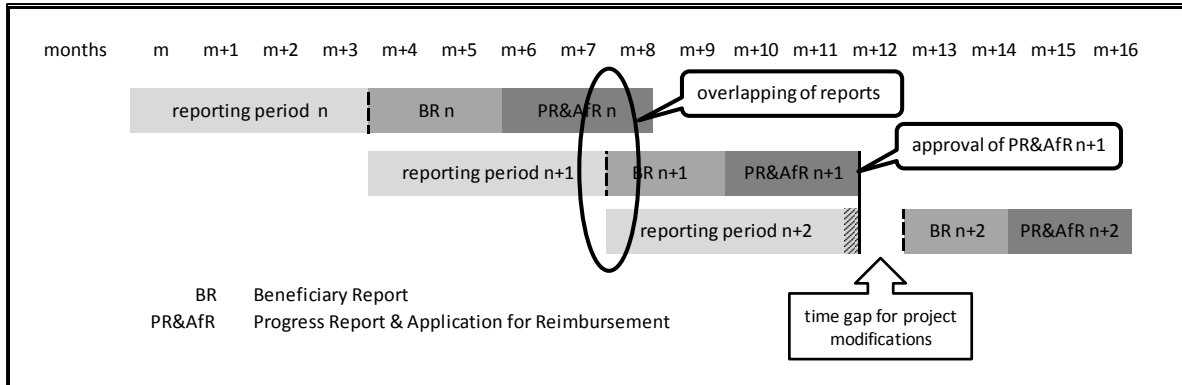 months m m+1 m+2 m+3 m+4 m+5 m+6 m+7 m+8 m+9 m+10 m+11 m+12 m+13 m+14 m+15 m+16
reporting period n BR n PR&AfR n overlapping of reports
approval of PR&AfR n+1
reporting period n+1 BR n+1 PR&AfR n+1
reporting period n+2 BR n+2 PR&AfR n+2
BR Beneficiary Report
PR&AfR Progress Report & Application for Reimbursement
time gap for project
modifications